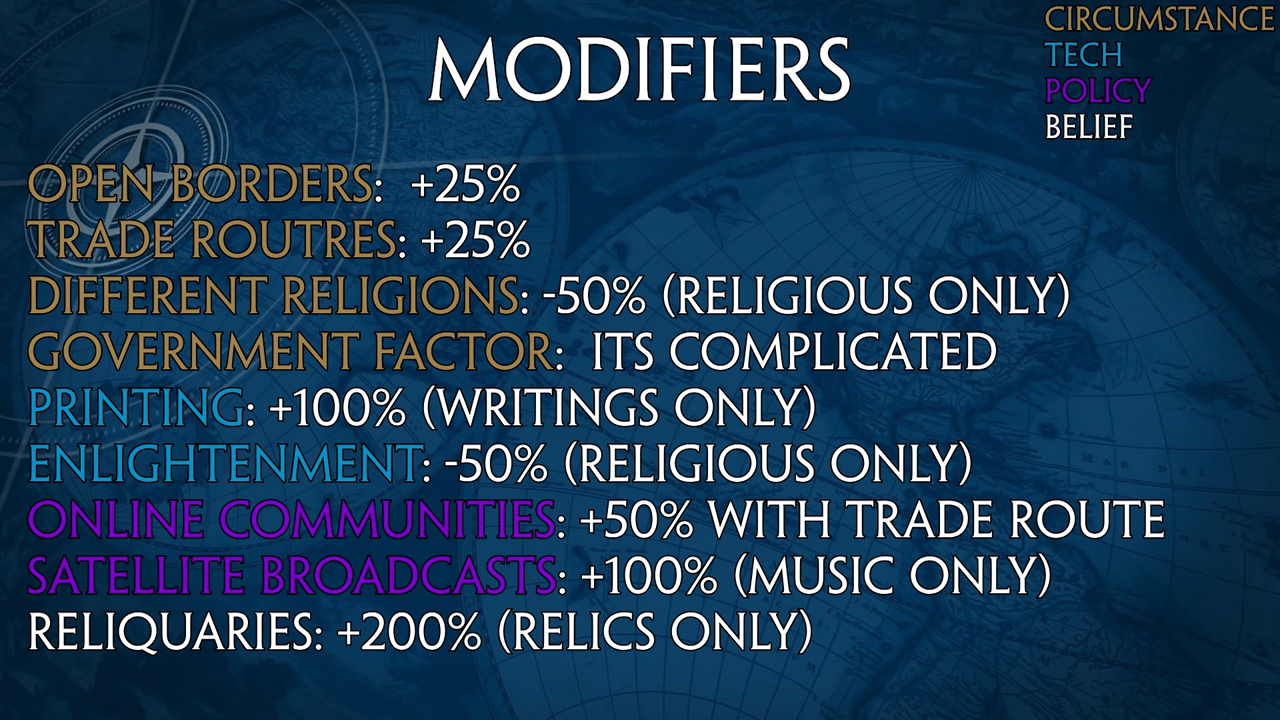 CIRCUMSTANCE
TECH
POLICY
BELIEF
MODIFIERS
OPEN BORDERS: +25%
TRADE ROUTRES: +25%
DIFFERENT RELIGIONS: -50% (RELIGIOUS ONLY)
GOVERNMENT FACTOR: ITS COMPLICATED
PRINTING: +100% (WRITINGS ONLY)
ENLIGHTENMENT: -50% (RELIGIOUS ONLY)
ONLINE COMMUNITIES: +50% WITH TRADE ROUTE
SATELLITE BROADCASTS: +100% (MUSIC ONLY)
RELIQUARIES: +200% (RELICS ONLY)
MAR DEL